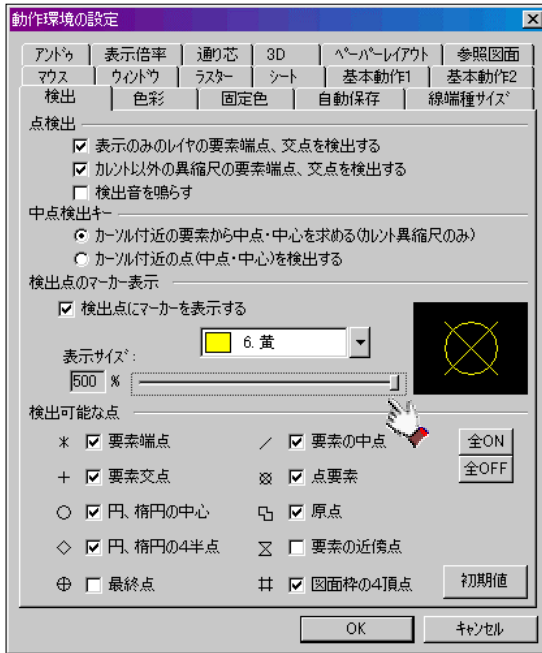 動作環境の設定
ｱﾝﾄﾞｩ 表示倍率 通り芯 3D ﾍﾟｰﾊﾟｰﾚｲｱｳﾄ 参照図面
ﾏｳｽ ｳｨﾝﾄﾞｳ ﾗｽﾀｰ ｼｰﾄ 基本動作1 基本動作2
検出 色彩 固定色 自動保存 線端種ｻｲｽﾞ
点検出
表示のみのﾚｲﾔの要素端点、交点を検出する
ｶﾚﾝﾄ以外の異縮尺の要素端点、交点を検出する
検出音を鳴らす
中点検出ｷｰ
ｶｰｿﾙ付近の要素から中点・中心を求める(ｶﾚﾝﾄ異縮尺のみ)
ｶｰｿﾙ付近の点(中点・中心)を検出する
検出点のﾏｰｶｰ表示
検出点にﾏｰｶｰを表示する
6. 黄
表示ｻｲｽﾞ:
500 %
検出可能な点
要素端点 要素の中点 全ON
要素交点 点要素 全OFF
円、楕円の中心 原点
円、楕円の4半点 要素の近傍点
最終点 図面枠の4頂点 初期値
OK ｷｬﾝｾﾙ